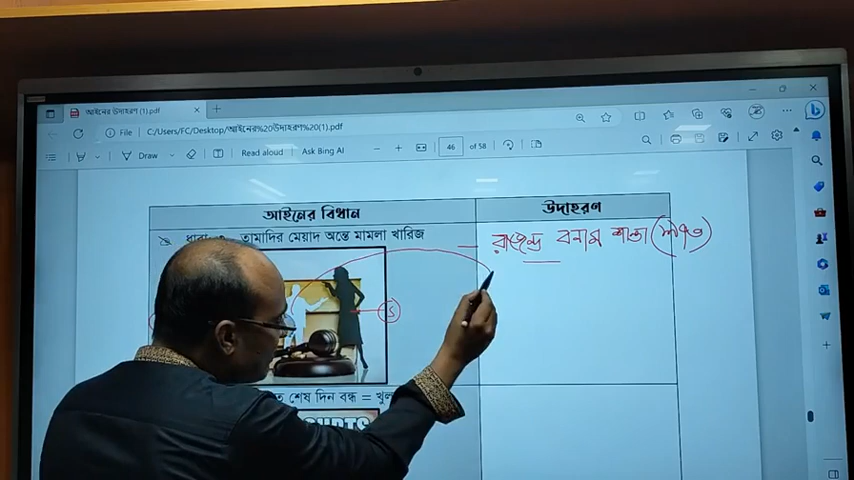 আইনের উদাহরণ (1).pdf
File
C:/Users/FC/Desktop/আইনের%20উদাহরণ%20(1).pdf
Draw
Read aloud
Ask Bing AI
46
of 58
আইনের বিধান
উদাহরণ
তামাদির মেয়াদ অন্তে মামলা খারিজ
বনাম
শেষ দিন বন্ধ =